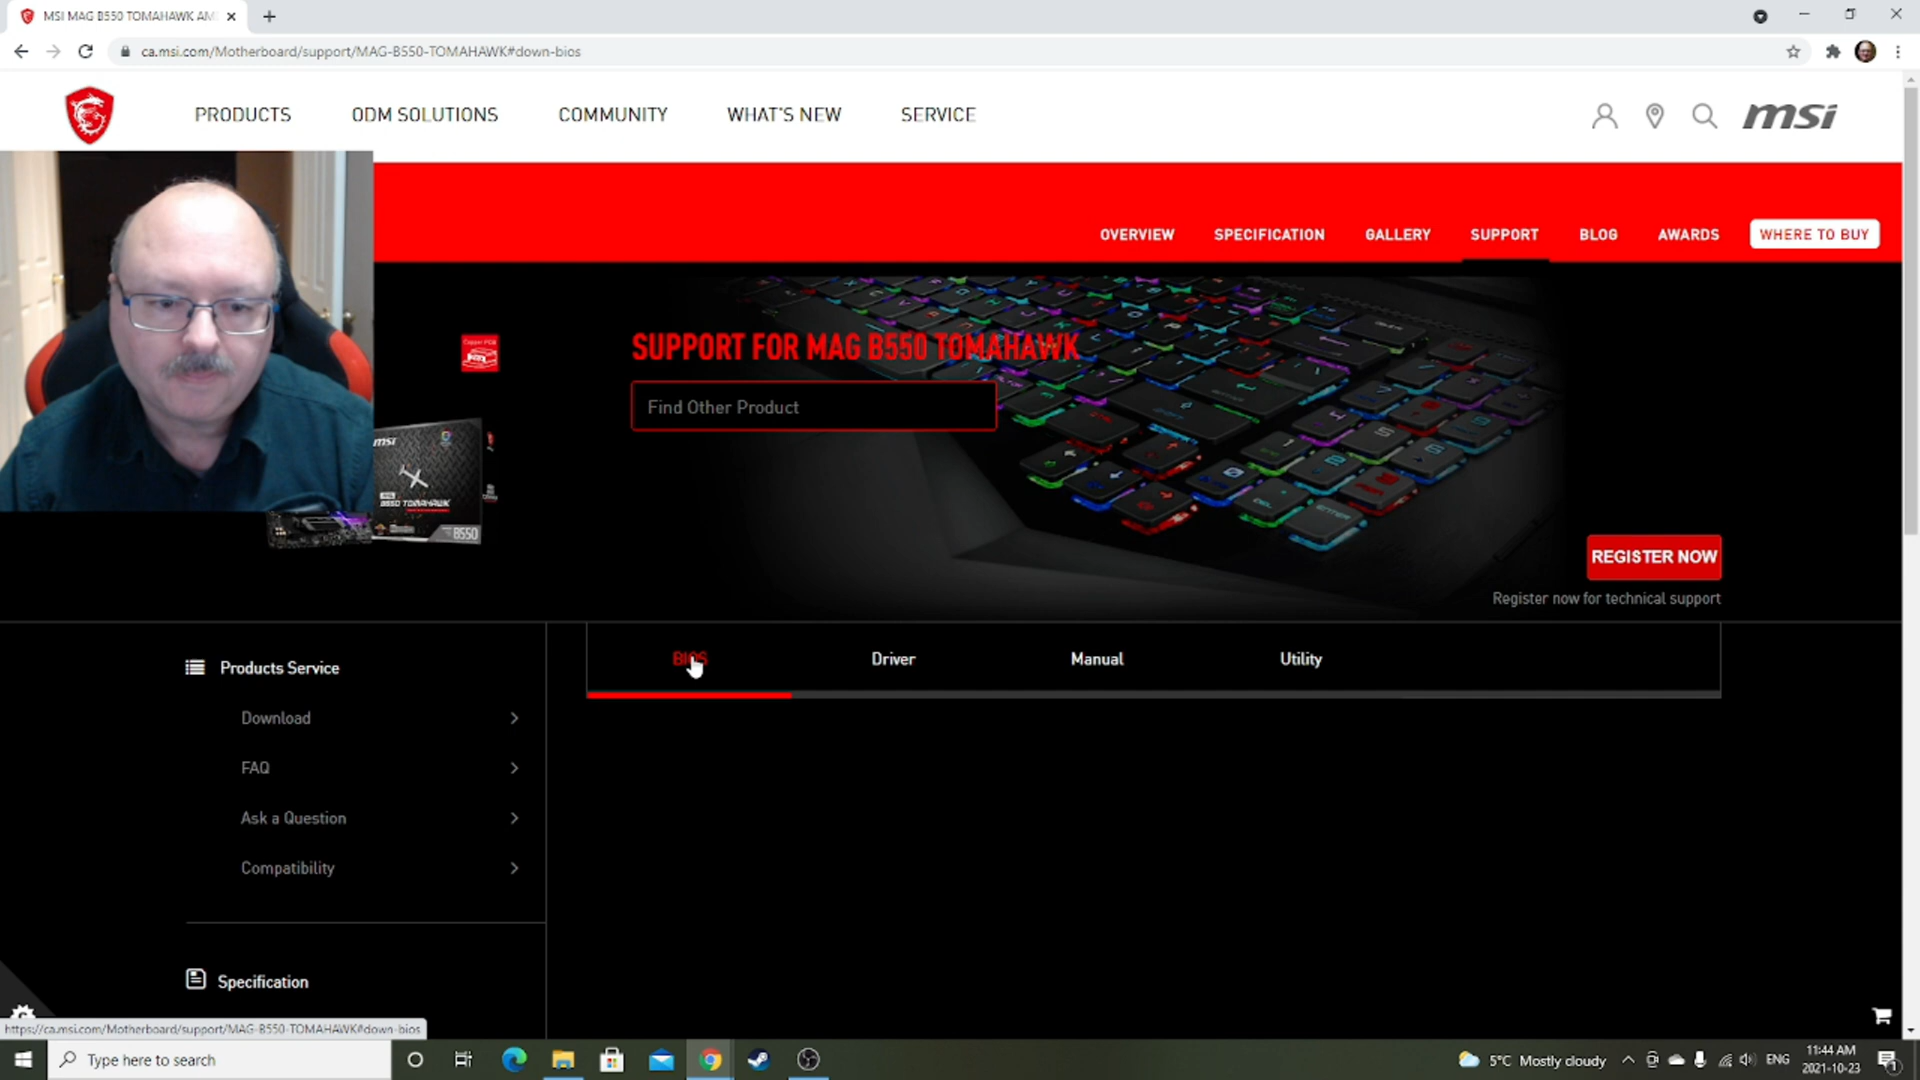 MSI MAG B550 TOMAHAWK AM
ca.msi.com/Motherboard/support/MAG-B550-TOMAHAWK#down-bios
PRODUCTS
ODM SOLUTIONS
COMMUNITY
WHAT'S NEW
SERVICE
msi
OVERVIEW
SPECIFICATION
GALLERY
SUPPORT
BLOG
AWARDS
WHERE TO BUY
SUPPORT FOR MAG B550 TOMAHAWK
Find Other Product
msi
B550 TOMAHAWK
B550
REGISTER NOW
Register now for technical support
BIOS
Driver
Manual
Utility
Products Service
Download
FAQ
Ask a Question
Compatibility
Specification
https://ca.msi.com/Motherboard/support/MAG-B550-TOMAHAWK#down-bios
Type here to search
5°C Mostly cloudy
ENG
11:44 AM
2021-10-23